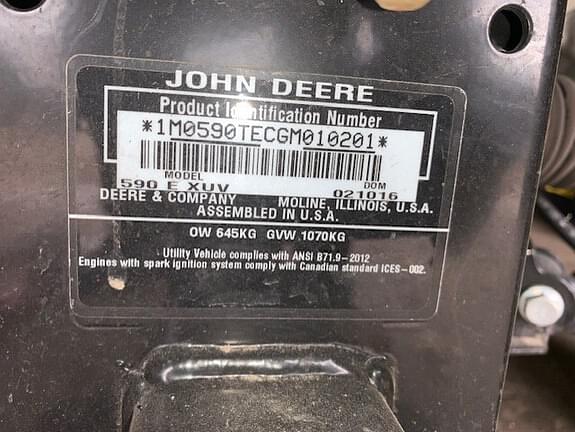 JOHN DEERE
Product Identification Number
*1M0590TECGM010201*
MODEL DOM
590 E XUV 021016
DEERE & COMPANY MOLINE, ILLINOIS, U.S.A.
ASSEMBLED IN U.S.A.
OW 645KG GVW 1070KG
Utility Vehicle complies with ANSI B71.9-2012
Engines with spark ignition system comply with Canadian standard ICES-002.